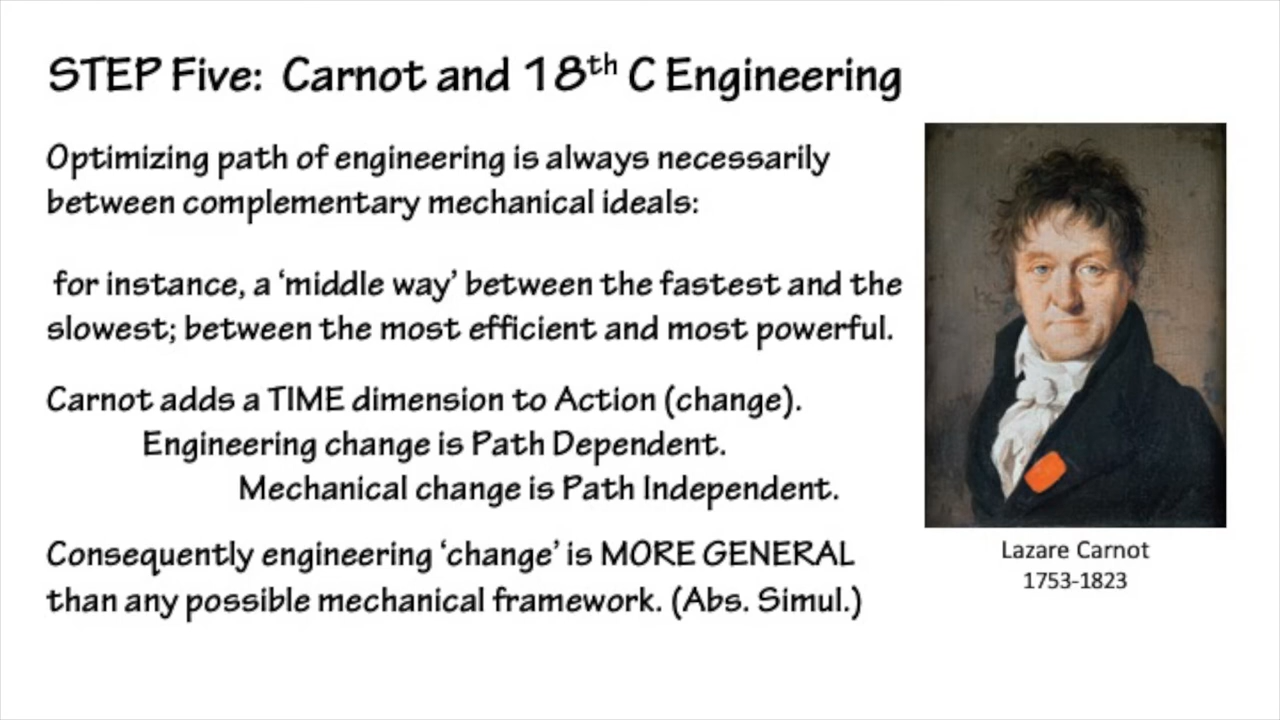 STEP Five: Carnot and 18th C Engineering
Optimizing path of engineering is always necessarily
between complementary mechanical ideals:
for instance, a ‘middle way’ between the fastest and the
slowest; between the most efficient and most powerful.
Carnot adds a TIME dimension to Action (change).
Engineering change is Path Dependent.
Mechanical change is Path Independent.
Consequently engineering ‘change’ is MORE GENERAL
than any possible mechanical framework. (Abs. Simul.)
Lazare Carnot
1753-1823